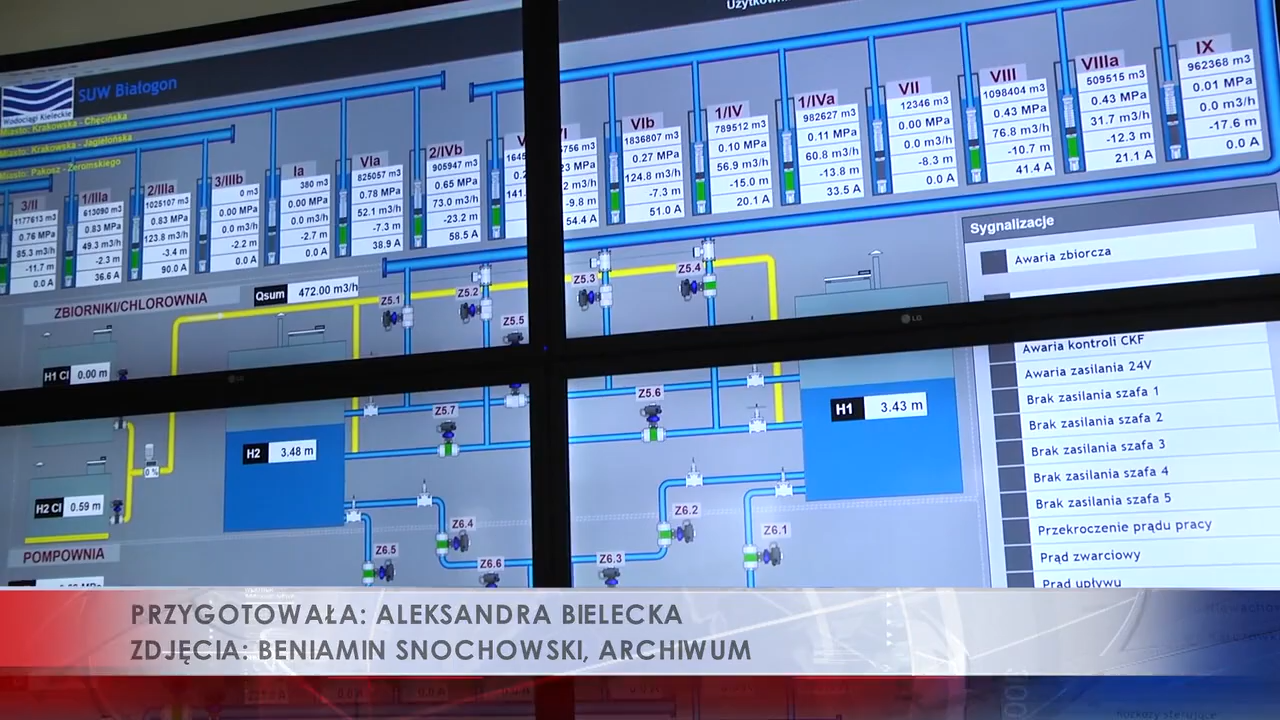 SUW Białogon
Wodociągi Kieleckie
Miasto: Krakowska - Chęcińska
Miasto: Krakowska - Jagielońska
Miasto: Pakosz - Żeromskiego
3/II
1177613 m3
0.76 MPa
85.3 m3/h
-11.7 m
0.0 A
1/IIIa
613090 m3
0.83 MPa
49.3 m3/h
-2.3 m
36.6 A
2/IIIa
1025107 m3
0.83 MPa
123.8 m3/h
-3.4 m
90.0 A
3/IIIb
0 m3
0.00 MPa
0.0 m3/h
-2.2 m
0.0 A
Ia
380 m3
0.00 MPa
0.0 m3/h
-2.7 m
0.0 A
VIa
825057 m3
0.78 MPa
52.1 m3/h
-7.3 m
38.9 A
2/IVb
905947 m3
0.65 MPa
73.0 m3/h
-23.2 m
58.5 A
-9.8 m
54.4 A
VIb
1836807 m3
0.27 MPa
124.8 m3/h
-7.3 m
51.0 A
1/IV
789512 m3
0.10 MPa
56.9 m3/h
-15.0 m
20.1 A
1/IVa
982627 m3
0.11 MPa
60.8 m3/h
-13.8 m
33.5 A
VII
12346 m3
0.00 MPa
0.0 m3/h
-8.3 m
0.0 A
VIII
1098404 m3
0.43 MPa
76.8 m3/h
-10.7 m
41.4 A
VIIIa
509515 m3
0.43 MPa
31.7 m3/h
-12.3 m
21.1 A
IX
962368 m3
0.01 MPa
0.0 m3/h
-17.6 m
0.0 A
ZBIORNIKI/CHLOROWNIA
Qsum 472.00 m3/h
Z5.1
Z5.2
Z5.3
Z5.4
Z5.5
Z5.6
Z5.7
H1 Cl 0.00 m
H2 3.48 m
H1 3.43 m
0 %
H2 Cl 0.59 m
Z6.5
Z6.4
Z6.6
Z6.3
Z6.2
Z6.1
POMPOWNIA
Sygnalizacje
Awaria zbiorcza
Awaria kontroli CKF
Awaria zasilania 24V
Brak zasilania szafa 1
Brak zasilania szafa 2
Brak zasilania szafa 3
Brak zasilania szafa 4
Brak zasilania szafa 5
Przekroczenie prądu pracy
Prąd zwarciowy
Prąd upływu
LG
LG
PRZYGOTOWAŁA: ALEKSANDRA BIELECKA
ZDJĘCIA: BENIAMIN SNOCHOWSKI, ARCHIWUM